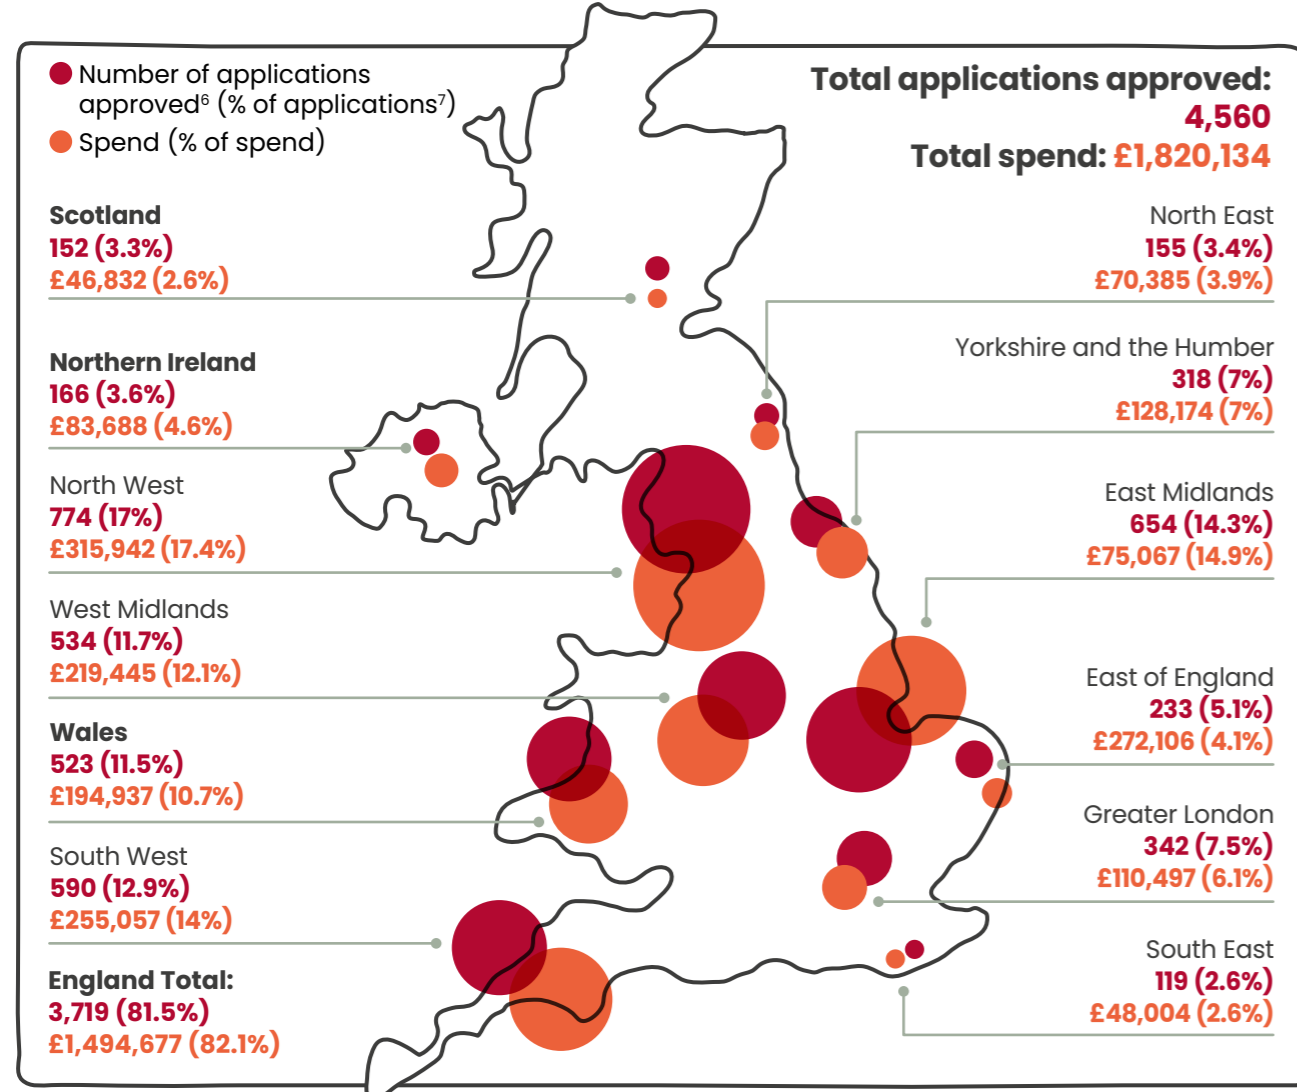 Number of applications
approved⁶ (% of applications⁷)
Spend (% of spend)
Total applications approved:
4,560
Total spend: £1,820,134
Scotland
152 (3.3%)
£46,832 (2.6%)
Northern Ireland
166 (3.6%)
£83,688 (4.6%)
North West
774 (17%)
£315,942 (17.4%)
West Midlands
534 (11.7%)
£219,445 (12.1%)
Wales
523 (11.5%)
£194,937 (10.7%)
South West
590 (12.9%)
£255,057 (14%)
England Total:
3,719 (81.5%)
£1,494,677 (82.1%)
North East
155 (3.4%)
£70,385 (3.9%)
Yorkshire and the Humber
318 (7%)
£128,174 (7%)
East Midlands
654 (14.3%)
£75,067 (14.9%)
East of England
233 (5.1%)
£272,106 (4.1%)
Greater London
342 (7.5%)
£110,497 (6.1%)
South East
119 (2.6%)
£48,004 (2.6%)